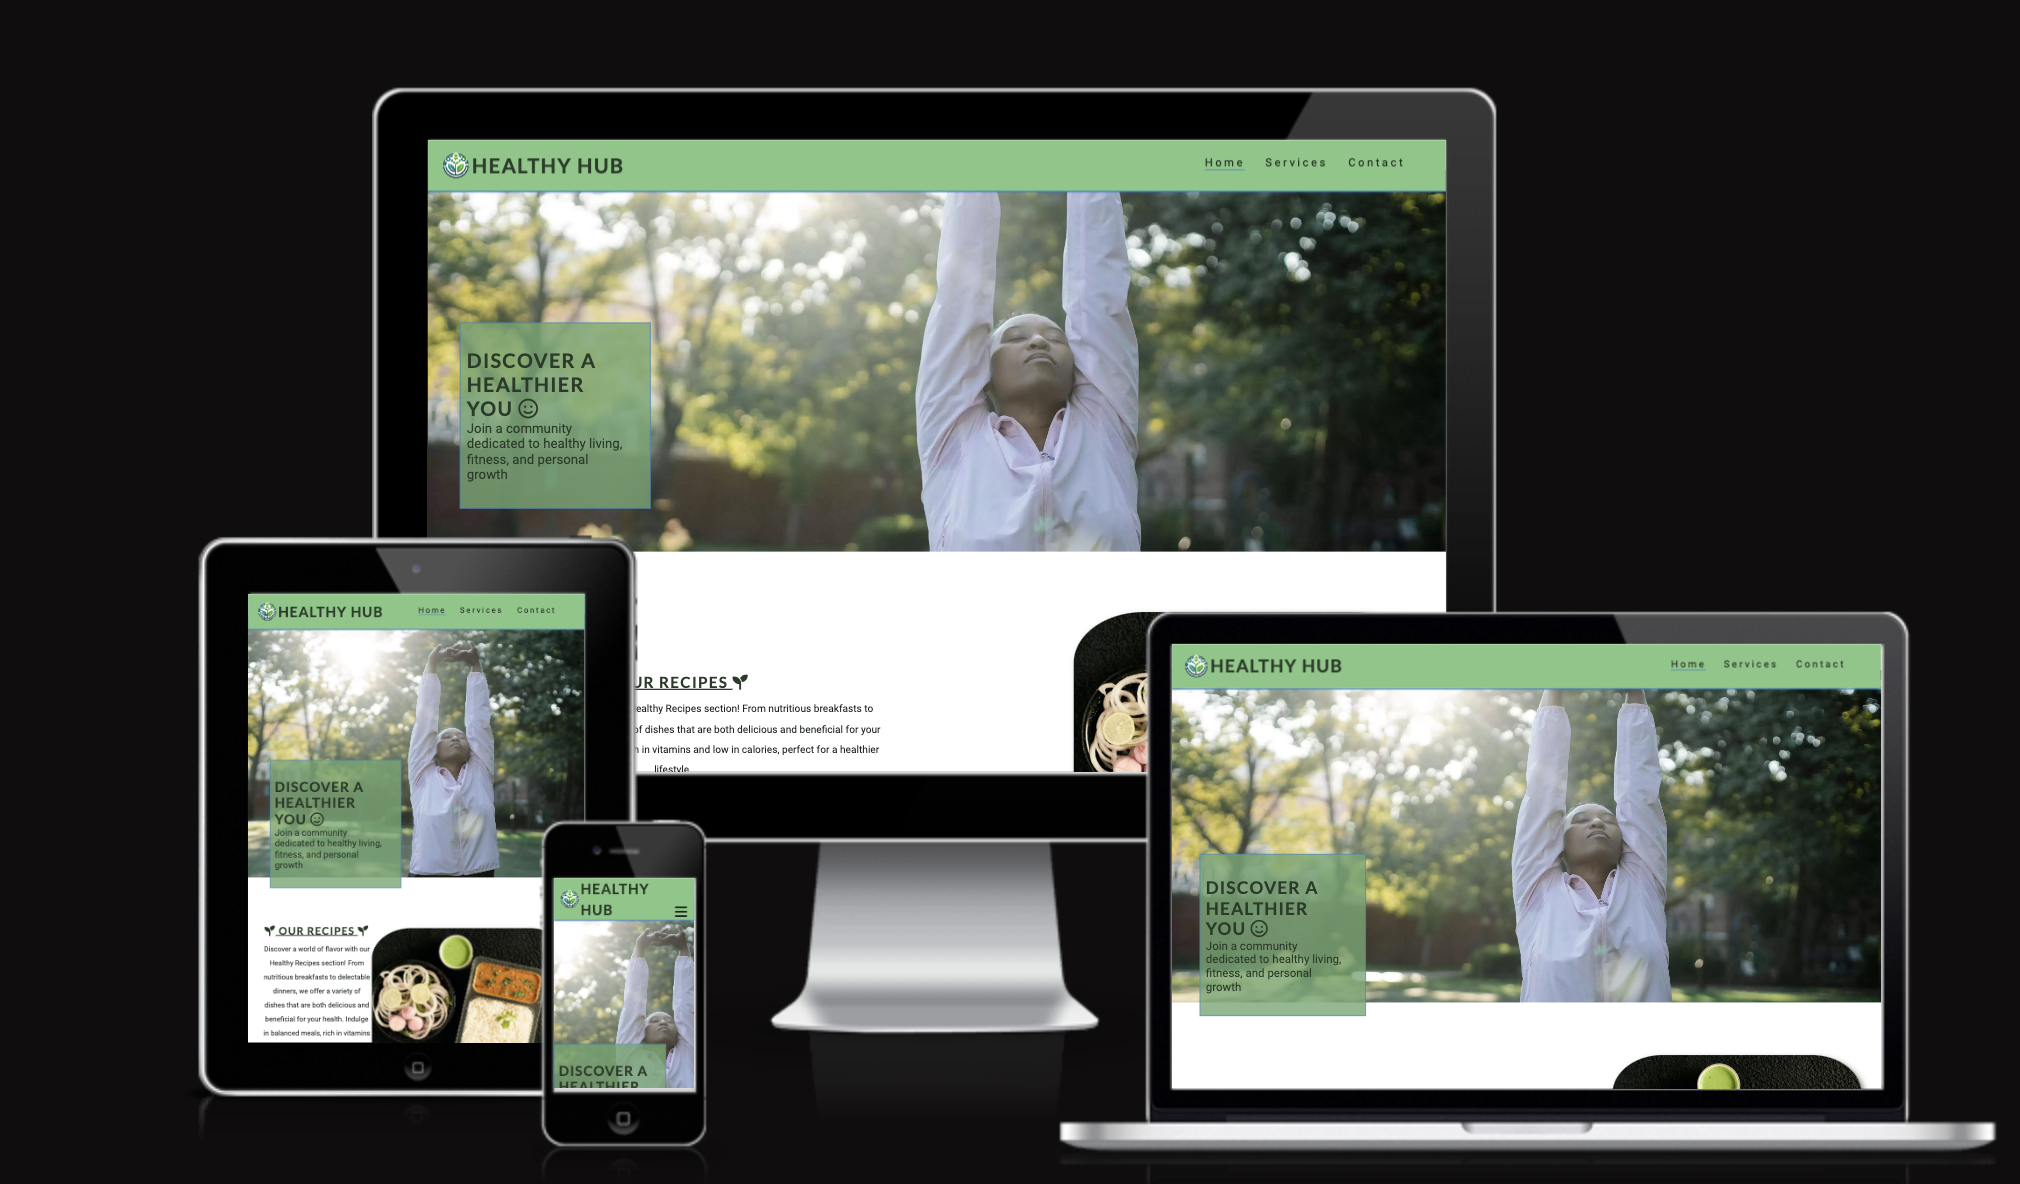 HEALTHY HUB
Home Services Contact
DISCOVER A
HEALTHIER
YOU
Join a community
dedicated to healthy living,
fitness, and personal
growth
UR RECIPES
ealthy Recipes section! From nutritious breakfasts to
of dishes that are both delicious and beneficial for your
in vitamins and low in calories, perfect for a healthier
lifestyle
HEALTHY HUB
Home Services Contact
DISCOVER A
HEALTHIER
YOU
Join a community
dedicated to healthy living,
fitness, and personal
growth
OUR RECIPES
Discover a world of flavor with our
Healthy Recipes section! From
nutritious breakfasts to delectable
dinners, we offer a variety of
dishes that are both delicious and
beneficial for your health. Indulge
in balanced meals, rich in vitamins
HEALTHY
HUB
DISCOVER A
HEALTHIER
HEALTHY HUB
Home Services Contact
DISCOVER A
HEALTHIER
YOU
Join a community
dedicated to healthy living,
fitness, and personal
growth